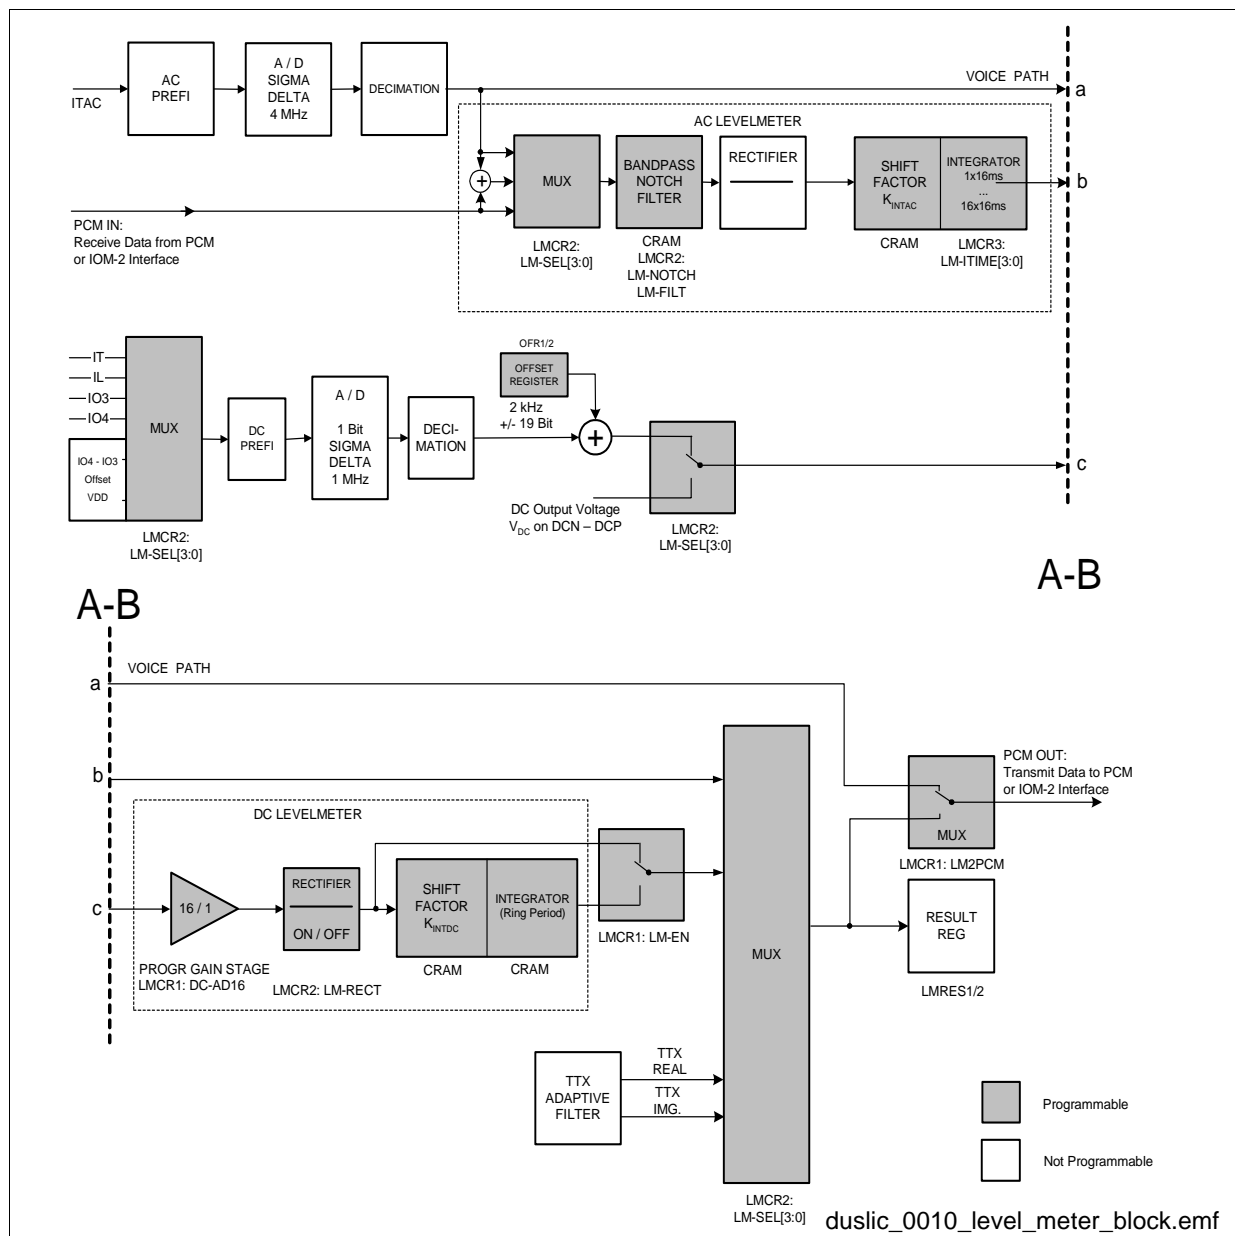 AC
PREFI
A / D
SIGMA
DELTA
4 MHz
DECIMATION
ITAC
VOICE PATH
a
AC LEVELMETER
MUX
BANDPASS
NOTCH
FILTER
RECTIFIER
SHIFT
FACTOR
KINTAC
INTEGRATOR
1x16ms
...
16x16ms
b
PCM IN:
Receive Data from PCM
or IOM-2 Interface
LMCR2:
LM-SEL[3:0]
CRAM
LMCR2:
LM-NOTCH
LM-FILT
CRAM
LMCR3:
LM-ITIME[3:0]
IT
IL
IO3
IO4
IO4 - IO3
Offset
VDD
MUX
LMCR2:
LM-SEL[3:0]
DC
PREFI
A / D
1 Bit
SIGMA
DELTA
1 MHz
DECI-
MATION
OFR1/2
OFFSET
REGISTER
2 kHz
+/- 19 Bit
+
+
DC Output Voltage
VDC on DCN – DCP
LMCR2:
LM-SEL[3:0]
c
A-B
A-B
a
VOICE PATH
b
DC LEVELMETER
c
16 / 1
PROGR GAIN STAGE
LMCR1: DC-AD16
RECTIFIER
ON / OFF
LMCR2: LM-RECT
SHIFT
FACTOR
KINTDC
INTEGRATOR
(Ring Period)
CRAM
CRAM
LMCR1: LM-EN
MUX
LMCR2:
LM-SEL[3:0]
PCM OUT:
Transmit Data to PCM
or IOM-2 Interface
MUX
LMCR1: LM2PCM
RESULT
REG
LMRES1/2
TTX
ADAPTIVE
FILTER
TTX
REAL
TTX
IMG.
Programmable
Not Programmable
duslic_0010_level_meter_block.emf